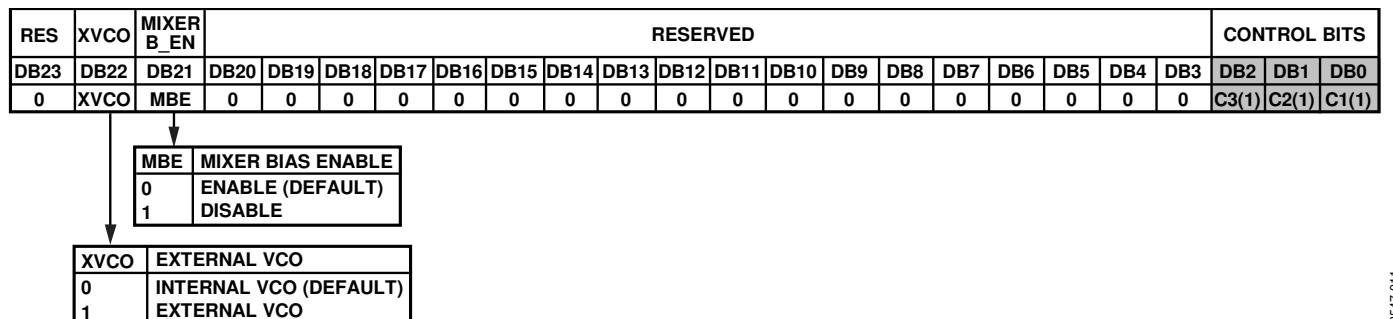 RES XVCO MIXER B_EN RESERVED CONTROL BITS
DB23 DB22 DB21 DB20 DB19 DB18 DB17 DB16 DB15 DB14 DB13 DB12 DB11 DB10 DB9 DB8 DB7 DB6 DB5 DB4 DB3 DB2 DB1 DB0
0 XVCO MBE 0 0 0 0 0 0 0 0 0 0 0 0 0 0 0 0 0 0 C3(1) C2(1) C1(1)
MBE MIXER BIAS ENABLE
0 ENABLE (DEFAULT)
1 DISABLE
XVCO EXTERNAL VCO
0 INTERNAL VCO (DEFAULT)
1 EXTERNAL VCO